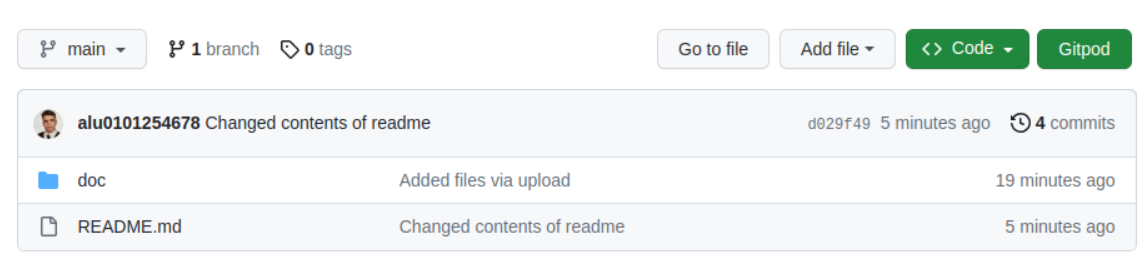 main 1 branch 0 tags Go to file Add file Code Gitpod
alu0101254678 Changed contents of readme d029f49 5 minutes ago 4 commits
doc Added files via upload 19 minutes ago
README.md Changed contents of readme 5 minutes ago